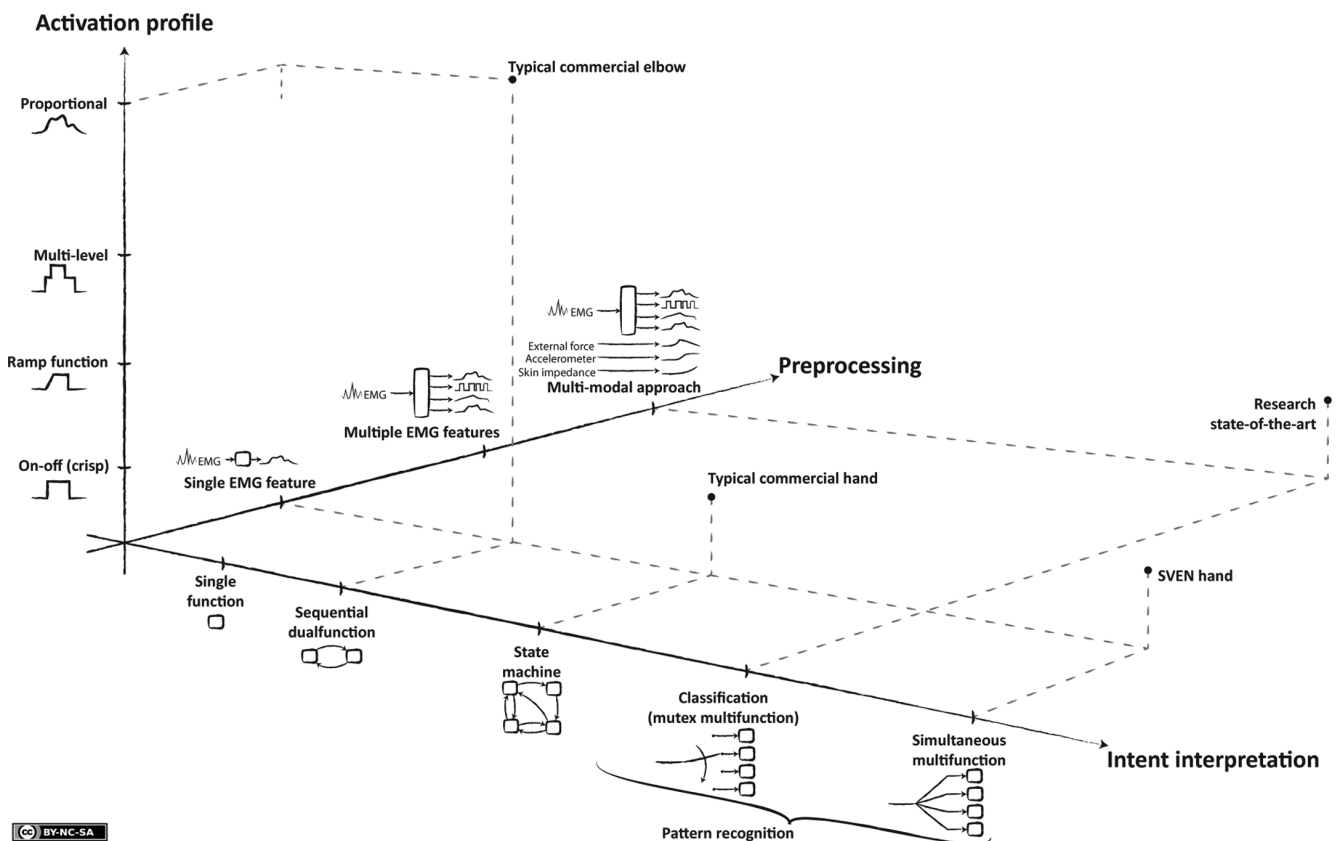 Activation profile
Typical commercial elbow
Proportional
Multi-level
EMG
External force
Accelerometer
Skin impedance
Multi-modal approach
Preprocessing
Ramp function
EMG
Multiple EMG features
Research
state-of-the-art
On-off (crisp)
EMG
Single EMG feature
Typical commercial hand
SVEN hand
Single
function
Sequential
dualfunction
State
machine
Classification
(mutex multifunction)
Simultaneous
multifunction
Intent interpretation
Pattern recognition
cc BY-NC-SA